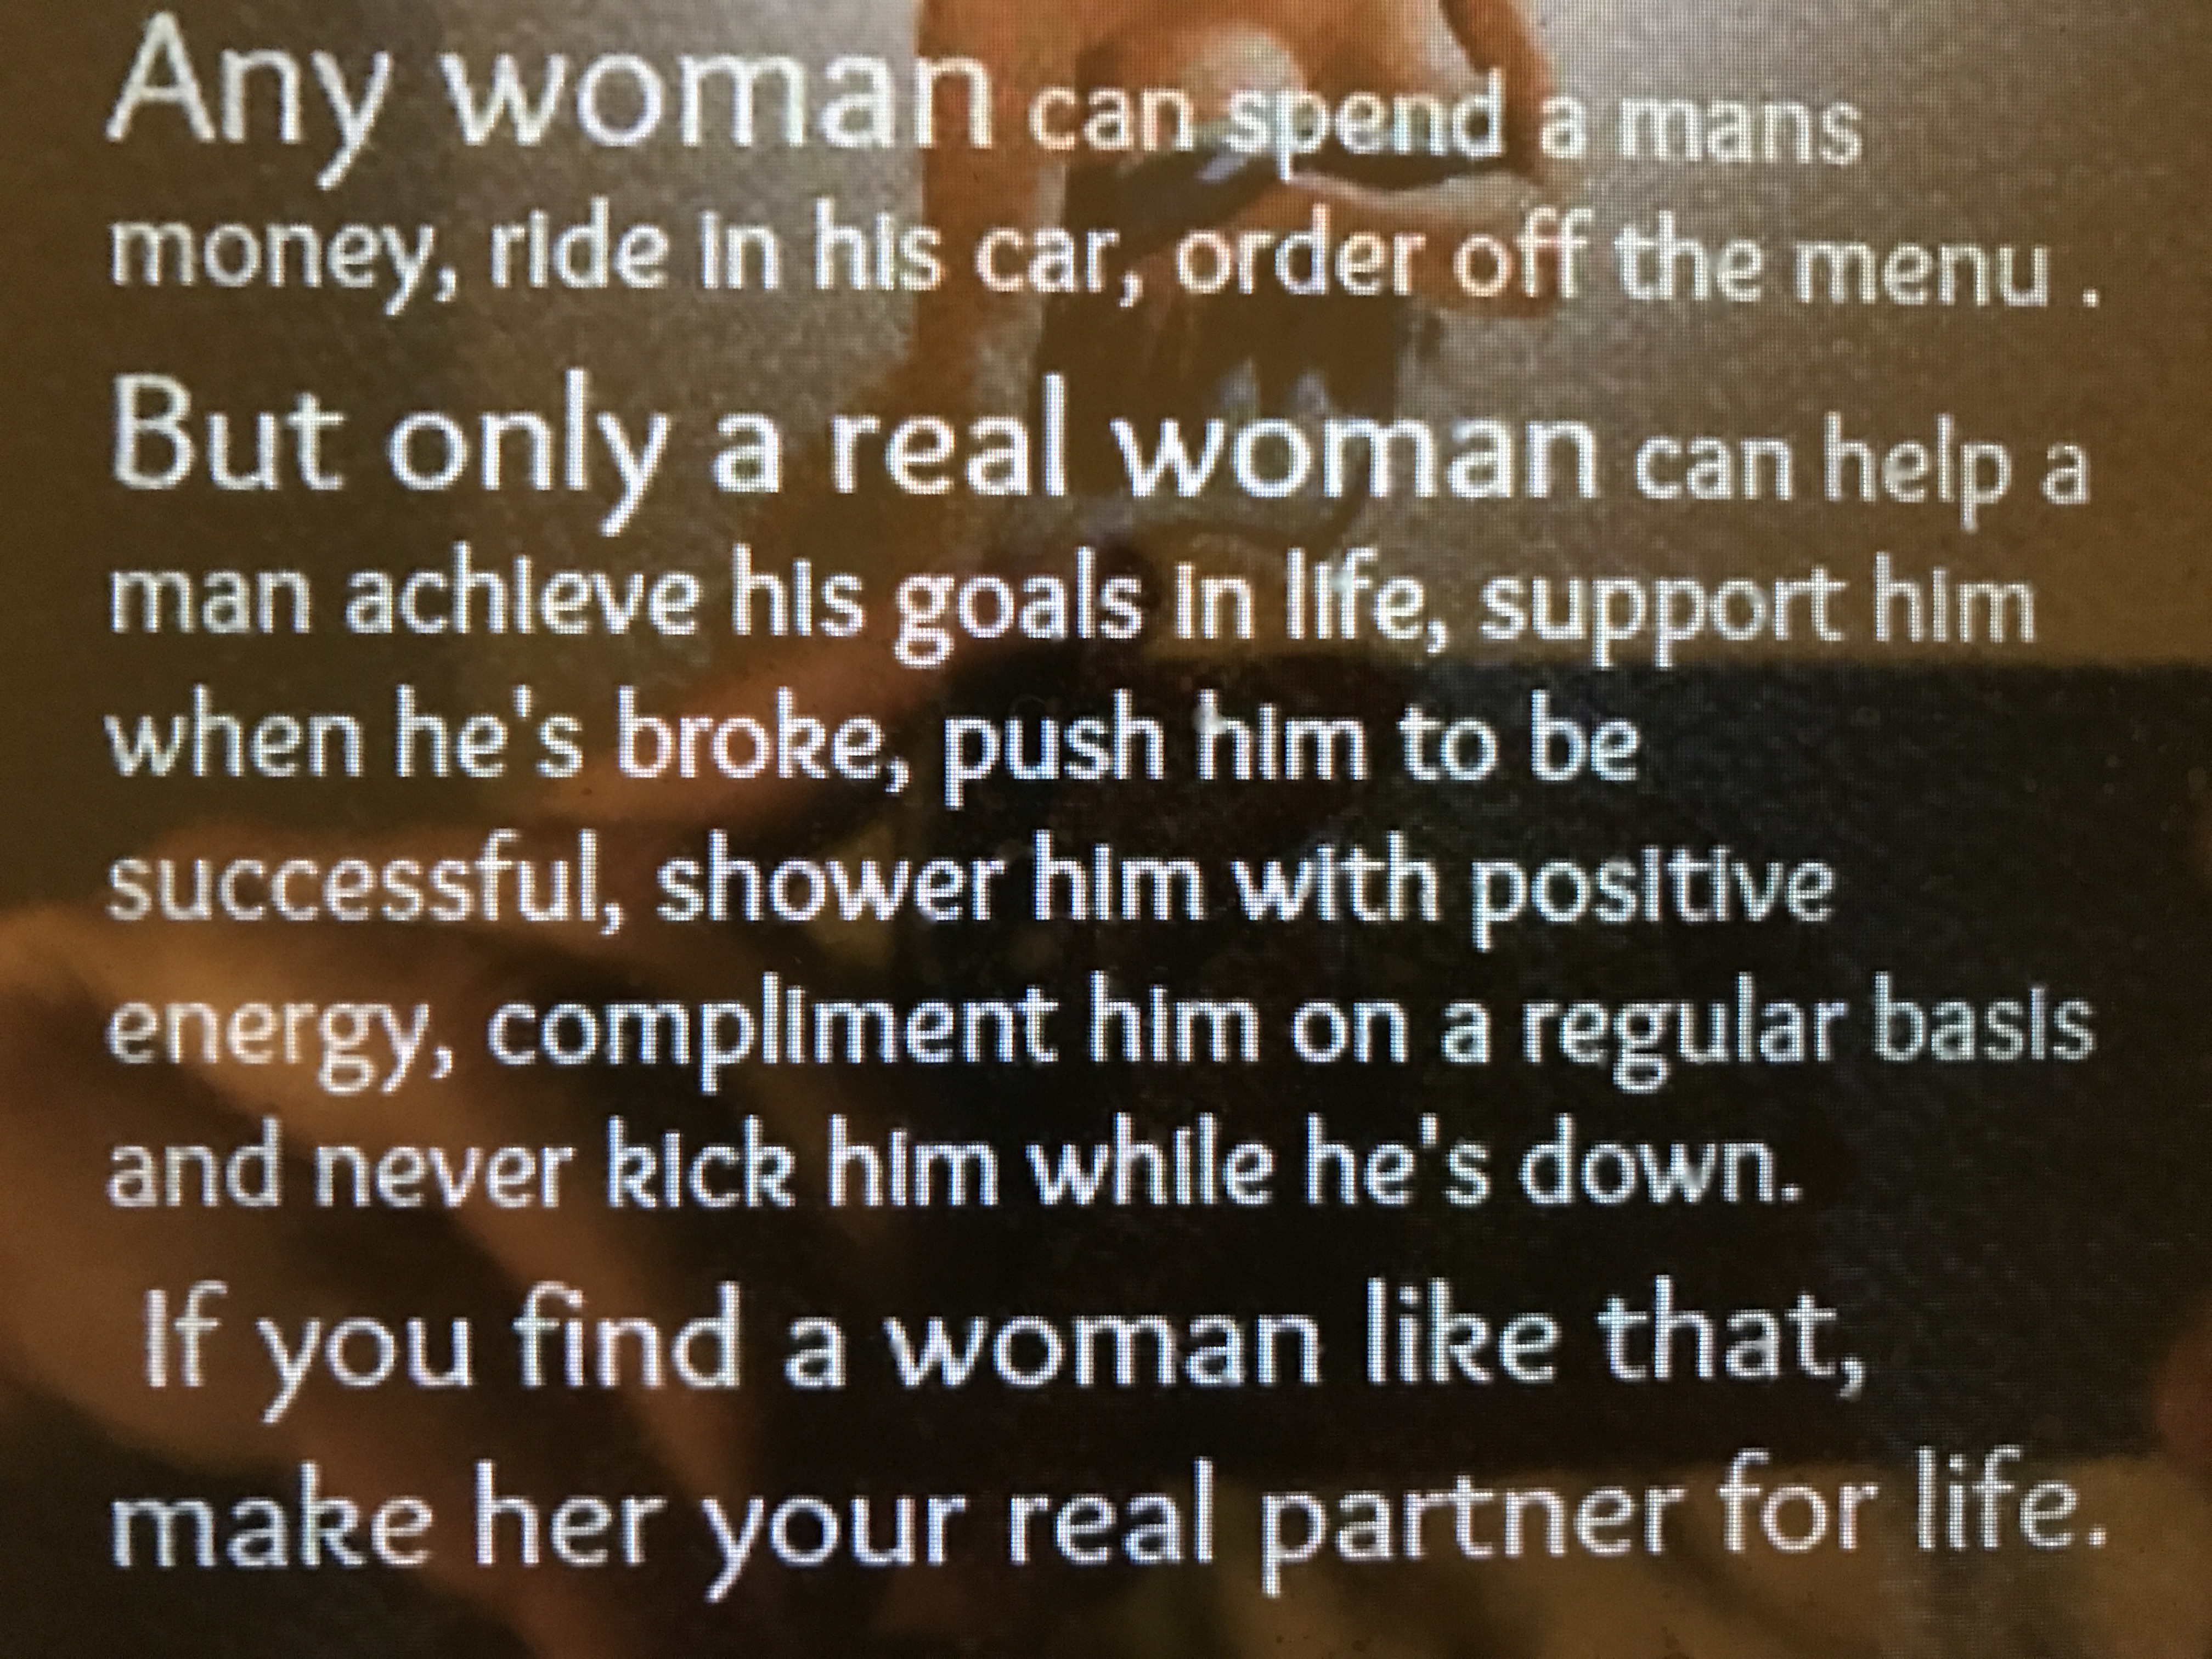 Any woman can spend a mans
money, ride in his car, order off the menu .
But only a real woman can help a
man achieve his goals in life, support him
when he's broke, push him to be
successful, shower him with positive
energy, compliment him on a regular basis
and never kick him while he's down.
If you find a woman like that,
make her your real partner for life.